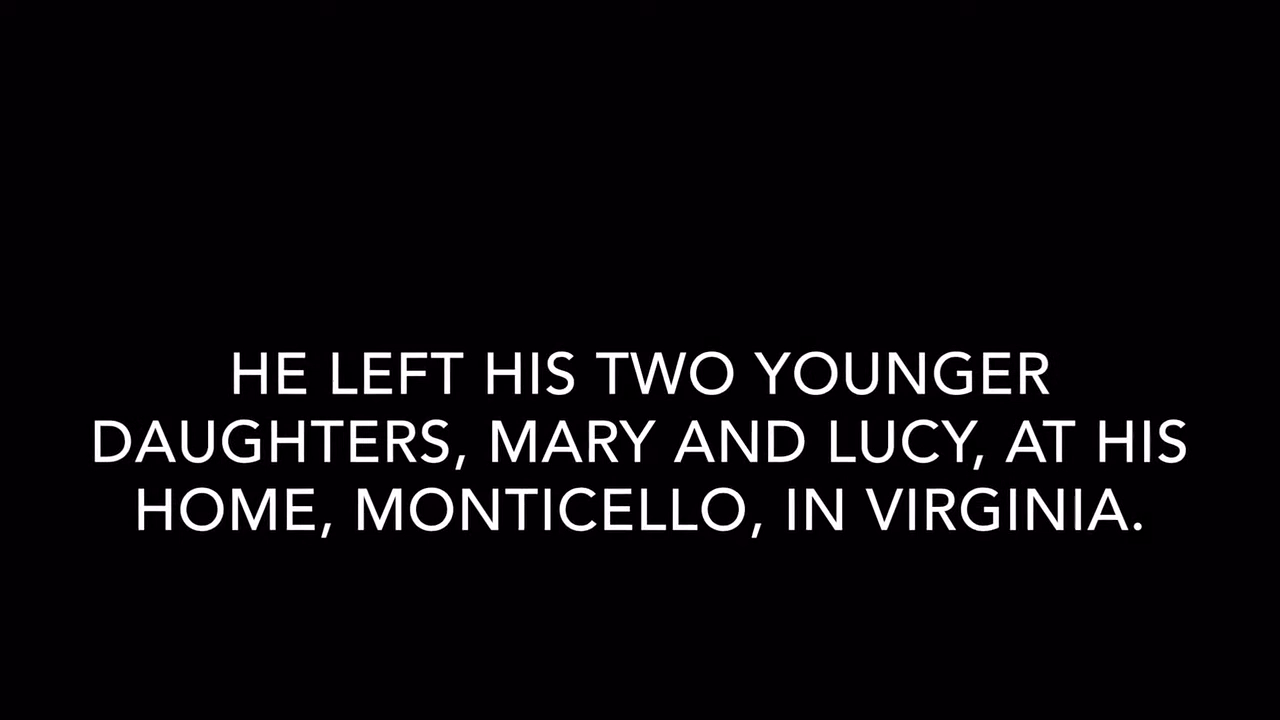 HE LEFT HIS TWO YOUNGER
DAUGHTERS, MARY AND LUCY, AT HIS
HOME, MONTICELLO, IN VIRGINIA.